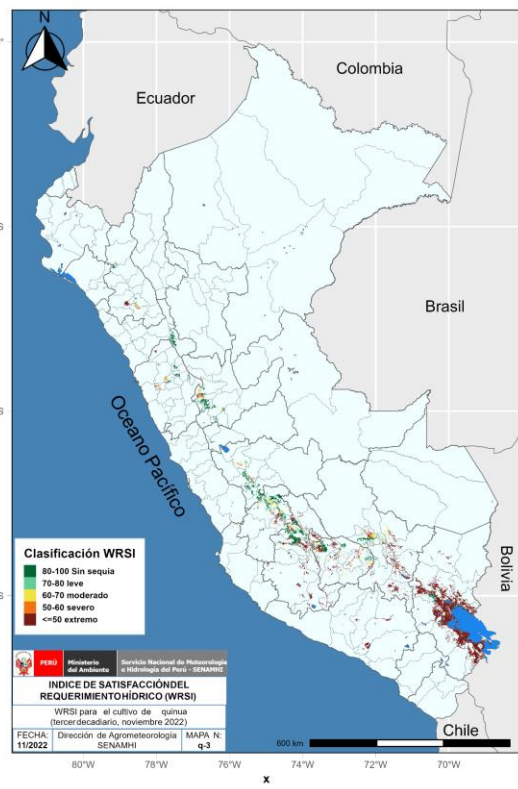 N
Colombia
Ecuador
Brasil
Oceano Pacífico
Bolivia
Clasificación WRSI
80-100 Sin sequia
70-80 leve
60-70 moderado
50-60 severo
<=50 extremo
PERÚ Ministerio del Ambiente Servicio Nacional de Meteorología e Hidrología del Perú - SENAMHI
INDICE DE SATISFACCIÓNDEL
REQUERIMIENTOHÍDRICO (WRSI)
WRSI para el cultivo de quinua
(tercerdecadiario, noviembre 2022)
FECHA: 11/2022 Dirección de Agrometeorología SENAMHI MAPA N: q-3
Chile
600 km
80°W 78°W 76°W 74°W 72°W 70°W
x